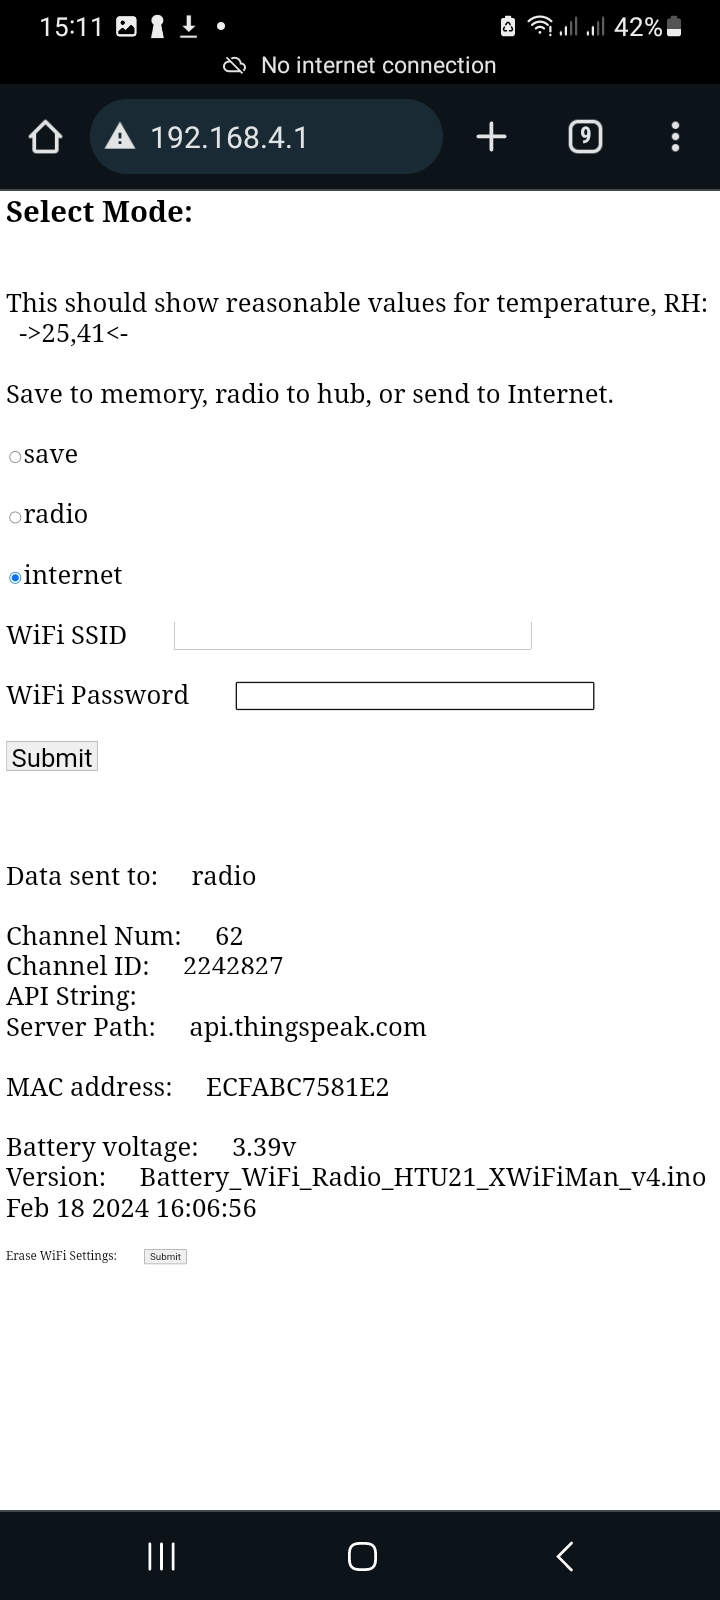 15:11
42%
No internet connection
192.168.4.1
9
Select Mode:
This should show reasonable values for temperature, RH:
->25,41<-
Save to memory, radio to hub, or send to Internet.
save
radio
internet
WiFi SSID
WiFi Password
Submit
Data sent to: radio
Channel Num: 62
Channel ID: 2242827
API String:
Server Path: api.thingspeak.com
MAC address: ECFABC7581E2
Battery voltage: 3.39v
Version: Battery_WiFi_Radio_HTU21_XWiFiMan_v4.ino
Feb 18 2024 16:06:56
Erase WiFi Settings: Submit